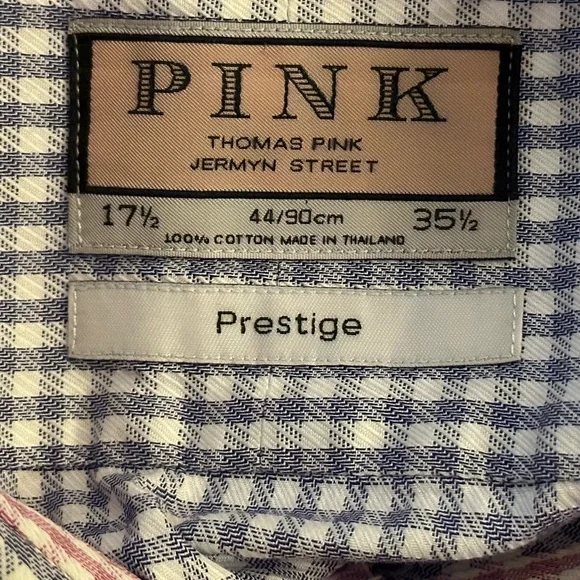 PINK
THOMAS PINK
JERMYN STREET
17½ 44/90cm 35½
100% COTTON MADE IN THAILAND
Prestige